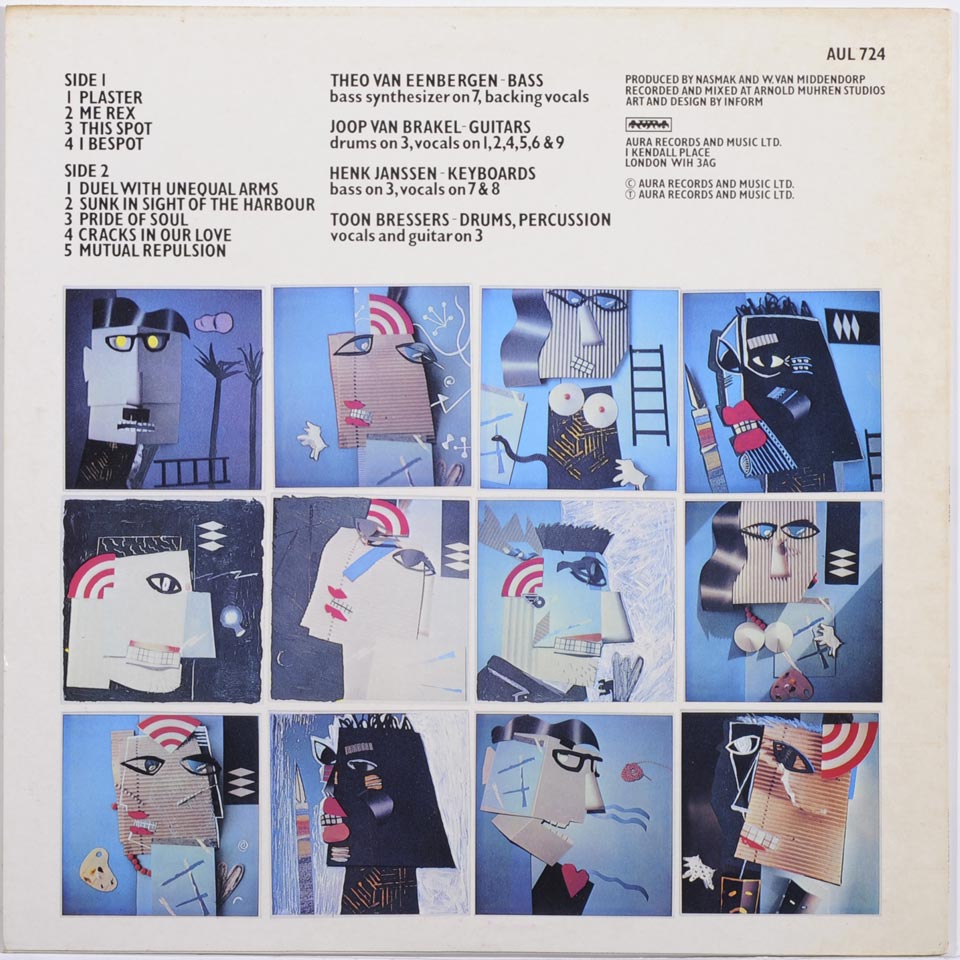 AUL 724
SIDE 1
1 PLASTER
2 ME REX
3 THIS SPOT
4 I BESPOT
SIDE 2
1 DUEL WITH UNEQUAL ARMS
2 SUNK IN SIGHT OF THE HARBOUR
3 PRIDE OF SOUL
4 CRACKS IN OUR LOVE
5 MUTUAL REPULSION
THEO VAN EENBERGEN - BASS
bass synthesizer on 7, backing vocals
JOOP VAN BRAKEL - GUITARS
drums on 3, vocals on 1,2,4,5,6 & 9
HENK JANSSEN - KEYBOARDS
bass on 3, vocals on 7 & 8
TOON BRESSERS - DRUMS, PERCUSSION
vocals and guitar on 3
PRODUCED BY NASMAK AND W. VAN MIDDENDORP
RECORDED AND MIXED AT ARNOLD MUHREN STUDIOS
ART AND DESIGN BY INFORM
AURA
AURA RECORDS AND MUSIC LTD.
1 KENDALL PLACE
LONDON W1H 3AG
Ⓒ AURA RECORDS AND MUSIC LTD.
Ⓟ AURA RECORDS AND MUSIC LTD.